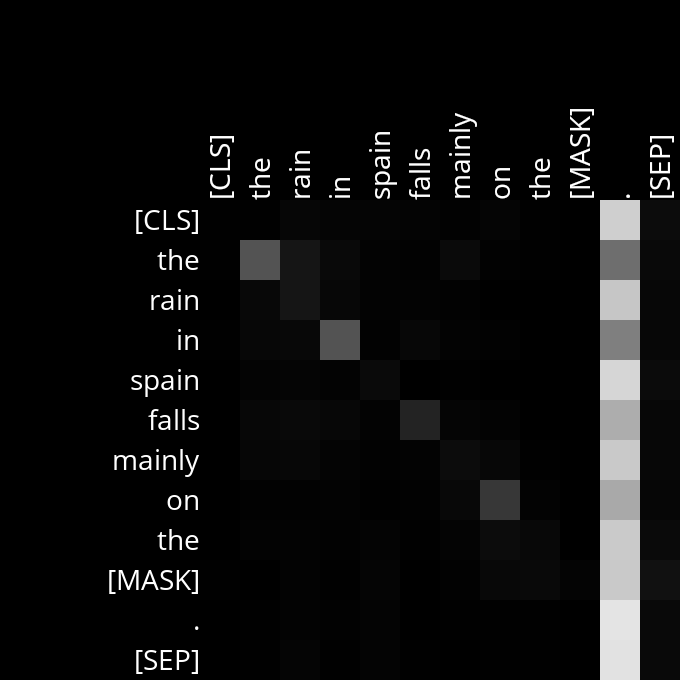 [CLS] the rain in spain falls mainly on the [MASK] . [SEP]
[CLS]
the
rain
in
spain
falls
mainly
on
the
[MASK]
.
[SEP]